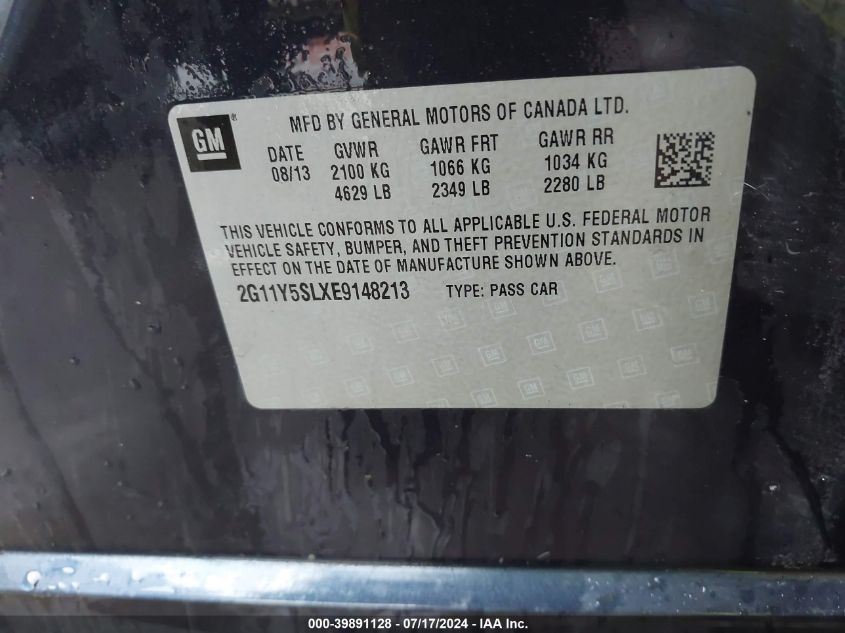 GM ®
MFD BY GENERAL MOTORS OF CANADA LTD.
DATE GVWR GAWR FRT GAWR RR
08/13 2100 KG 1066 KG 1034 KG
4629 LB 2349 LB 2280 LB
THIS VEHICLE CONFORMS TO ALL APPLICABLE U.S. FEDERAL MOTOR
VEHICLE SAFETY, BUMPER, AND THEFT PREVENTION STANDARDS IN
EFFECT ON THE DATE OF MANUFACTURE SHOWN ABOVE.
2G11Y5SLXE9148213 TYPE: PASS CAR
000-39891128 - 07/17/2024 - IAA Inc.